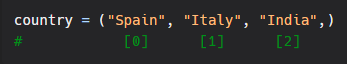 country = ("Spain", "Italy", "India",)
# [0] [1] [2]